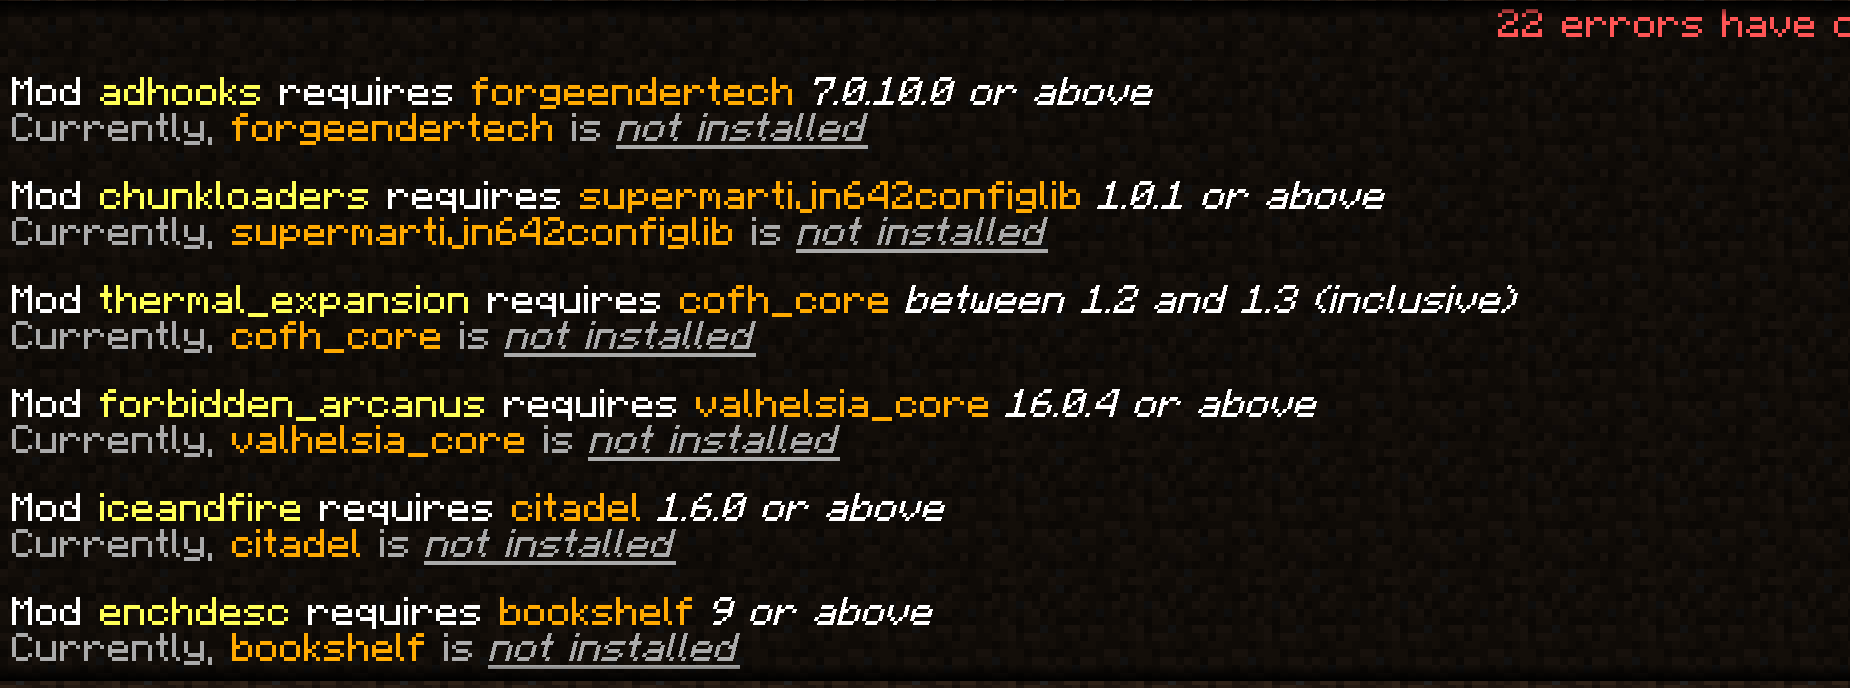 22 errors have
Mod adhooks requires forgeendertech 7.0.10.0 or above
Currently, forgeendertech is not installed
Mod chunkloaders requires supermartijn642configlib 1.0.1 or above
Currently, supermartijn642configlib is not installed
Mod thermal_expansion requires cofh_core between 1.2 and 1.3 (inclusive)
Currently, cofh_core is not installed
Mod forbidden_arcanus requires valhelsia_core 16.0.4 or above
Currently, valhelsia_core is not installed
Mod iceandfire requires citadel 1.6.0 or above
Currently, citadel is not installed
Mod enchdesc requires bookshelf 9 or above
Currently, bookshelf is not installed